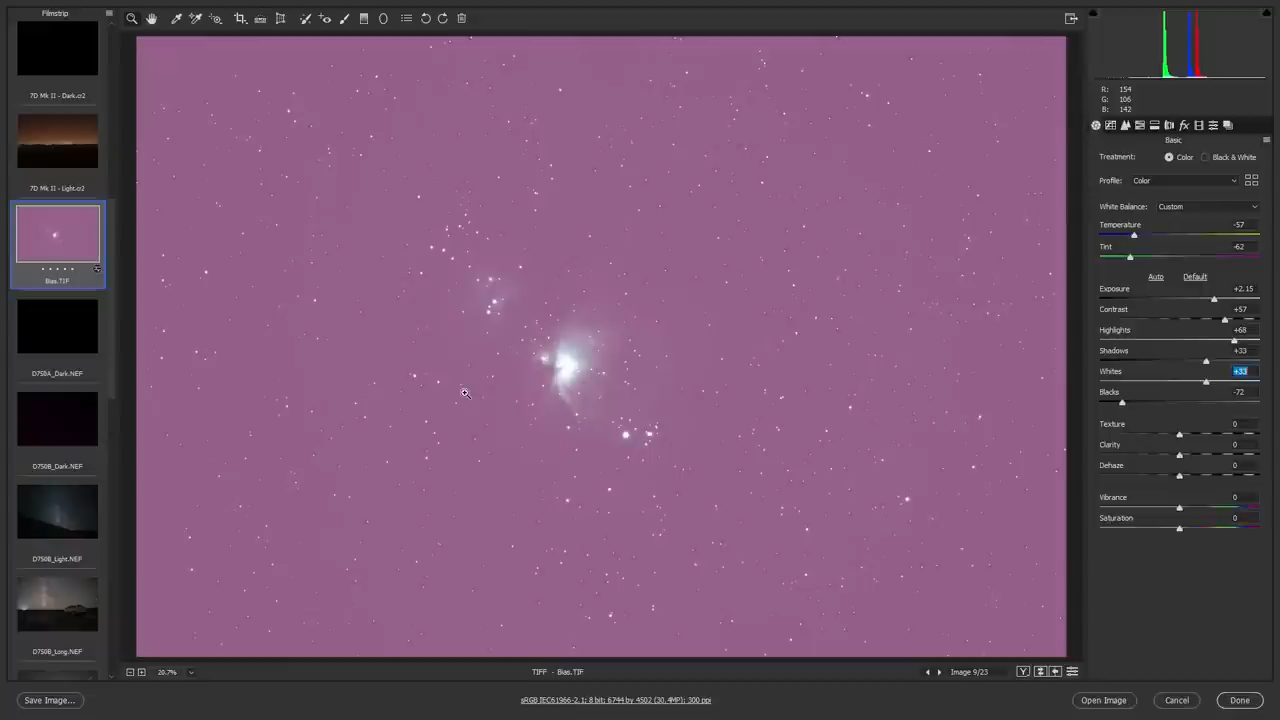 Filmstrip
7D Mk II - Dark.cr2
7D Mk II - Light.cr2
Bias.TIF
D750A_Dark.NEF
D750B_Dark.NEF
D750B_Light.NEF
D750B_Long.NEF
20.7%
TIFF - Bias.TIF
Image 9/23
Y
Save Image...
sRGB IEC61966-2.1; 8 bit; 6744 by 4502 (30.4MP); 300 ppi
Open Image
Cancel
Done
R: 154
G: 106
B: 142
fx
Basic
Treatment: Color Black & White
Profile: Color
White Balance: Custom
Temperature -57
Tint -62
Auto Default
Exposure +2.15
Contrast +57
Highlights +68
Shadows +33
Whites +33
Blacks -72
Texture 0
Clarity 0
Dehaze 0
Vibrance 0
Saturation 0